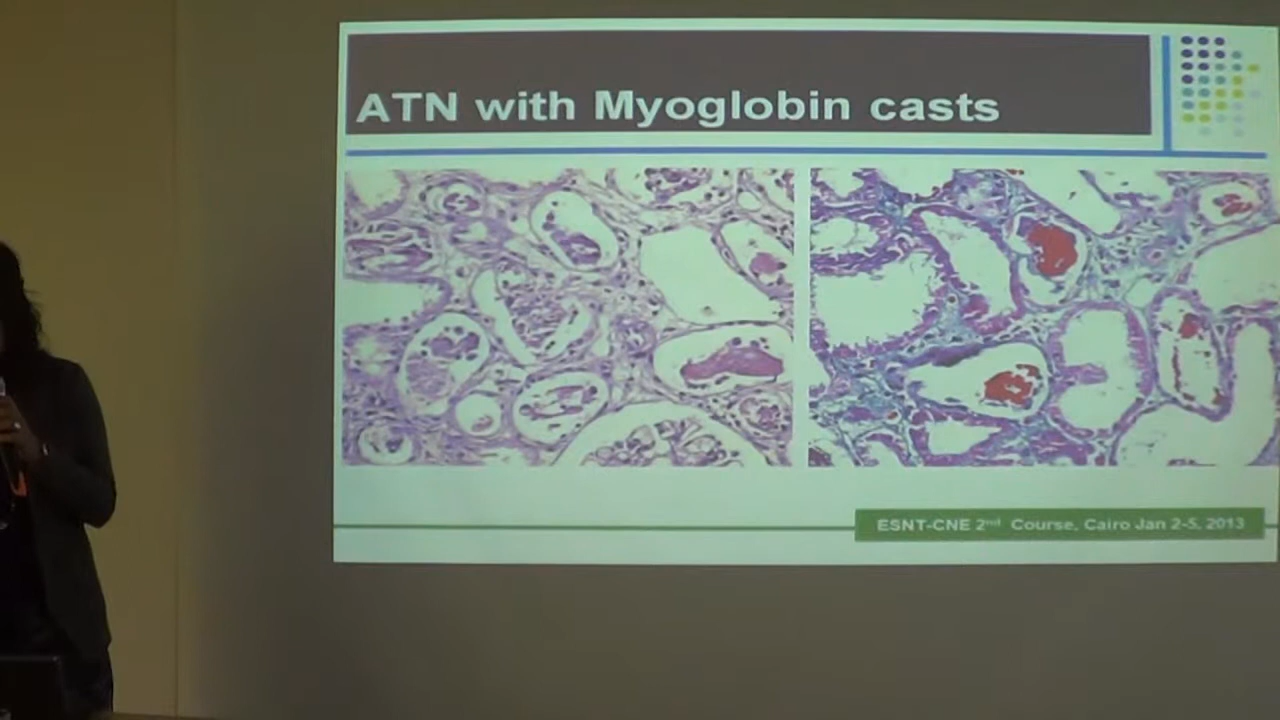 ATN with Myoglobin casts
ESNT-CNE 2nd Course, Cairo Jan 2-5, 2013